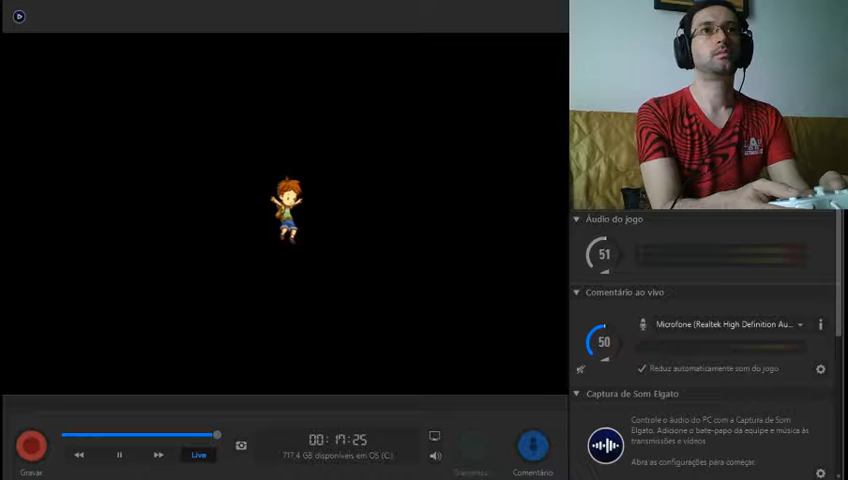 Áudio do jogo
51
Comentário ao vivo
50
Microfone (Realtek High Definition Au...
Reduz automaticamente som do jogo
Captura de Som Elgato
Controle o áudio do PC com a Captura de Som
Elgato. Adicione o bate-papo da equipe e música às
transmissões e vídeos
Abra as configurações para começar.
00:17:25
717.4 GB disponíveis em OS (C:)
Live
Gravar
Comentário